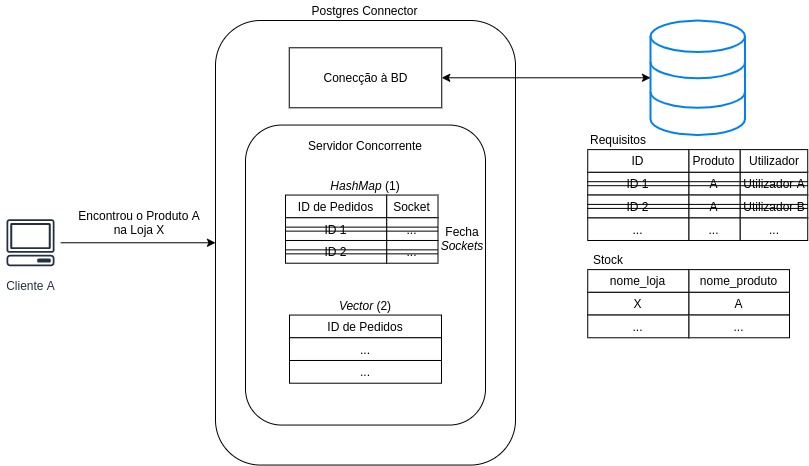 Postgres Connector
Conecção à BD
Servidor Concorrente
HashMap (1)
ID de Pedidos Socket
ID 1 ...
ID 2 ...
Fecha
Sockets
Vector (2)
ID de Pedidos
...
...
Encontrou o Produto A
na Loja X
Cliente A
Requisitos
ID Produto Utilizador
ID 1 A Utilizador A
ID 2 A Utilizador B
... ... ...
Stock
nome_loja nome_produto
X A
... ...